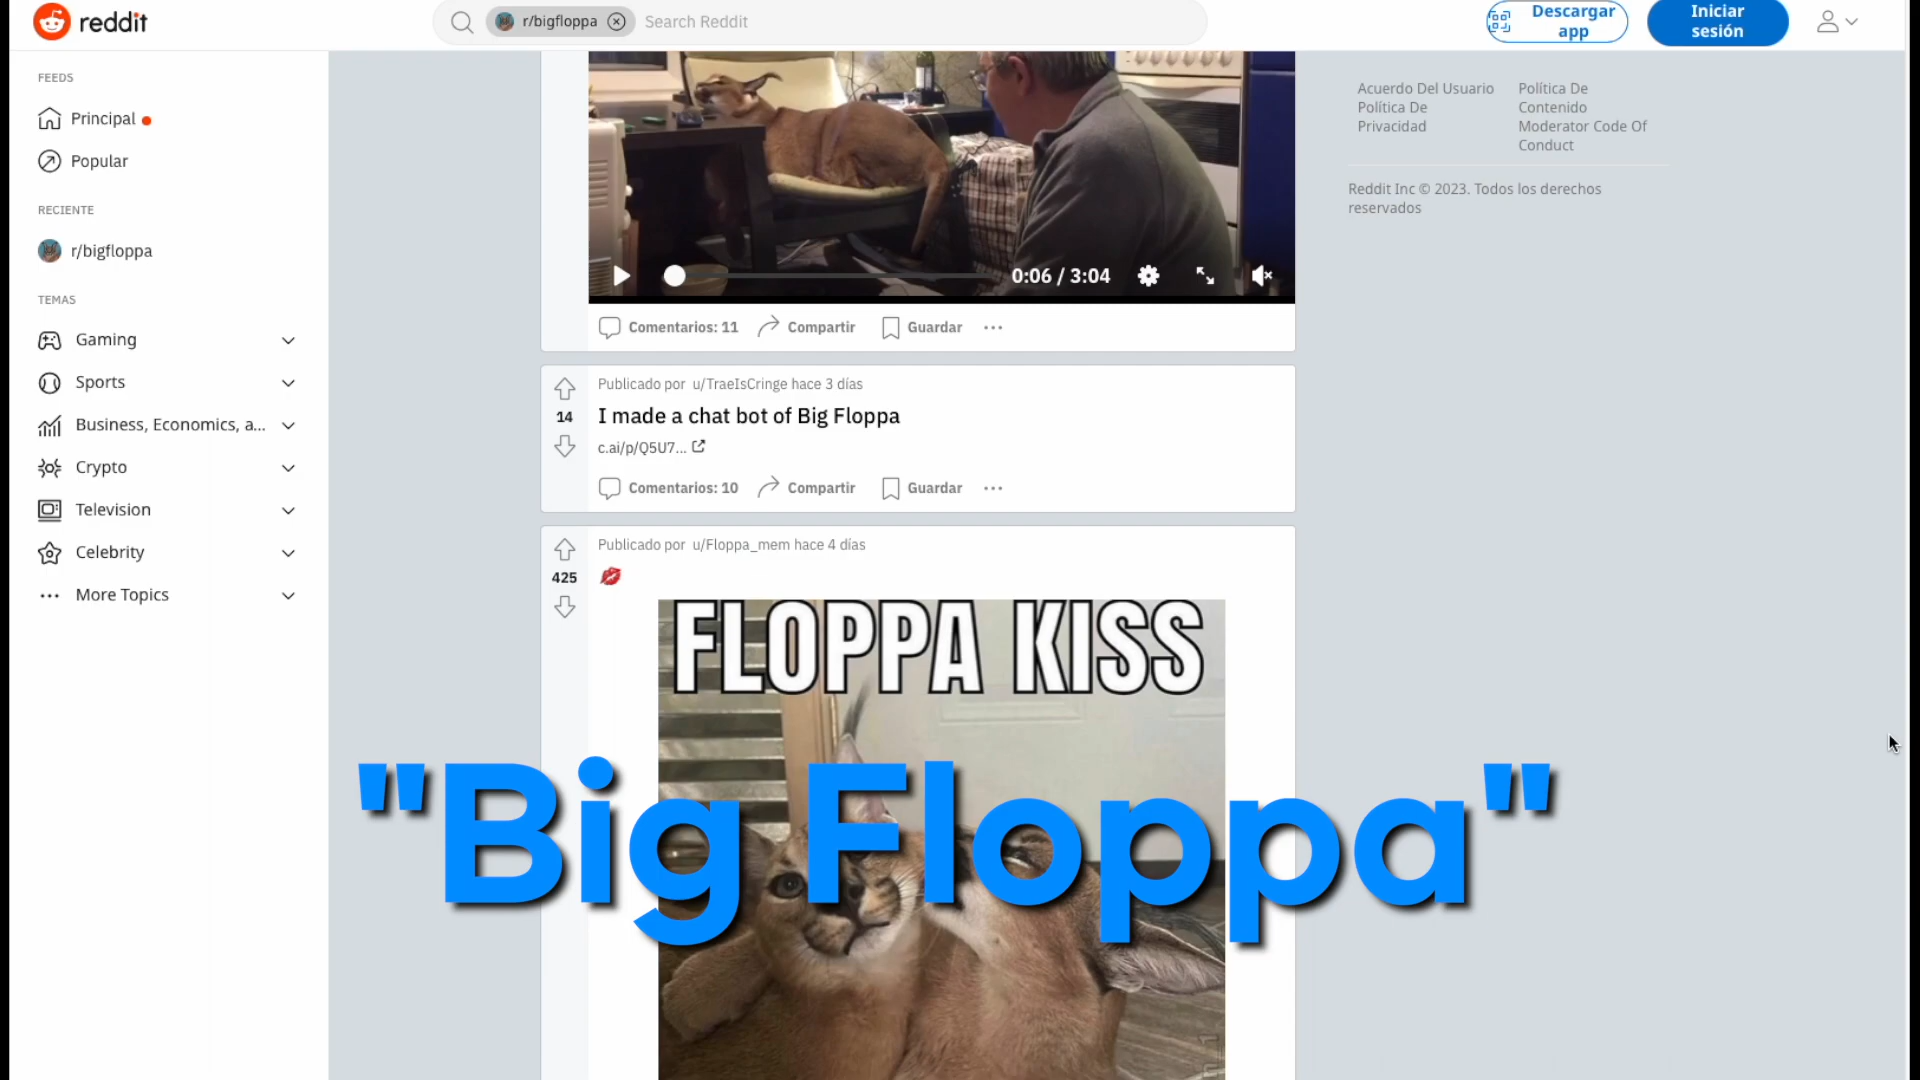 reddit
r/bigfloppa
Search Reddit
Descargar
app
Iniciar
sesión
FEEDS
Principal
Popular
RECIENTE
r/bigfloppa
TEMAS
Gaming
Sports
Business, Economics, a...
Crypto
Television
Celebrity
More Topics
0:06 / 3:04
Comentarios: 11
Compartir
Guardar
Publicado por u/TraeIsCringe hace 3 días
14
I made a chat bot of Big Floppa
c.ai/p/Q5U7...
Comentarios: 10
Compartir
Guardar
Publicado por u/Floppa_mem hace 4 días
425
FLOPPA KISS
"Big Floppa"
Acuerdo Del Usuario
Política De
Privacidad
Política De
Contenido
Moderator Code Of
Conduct
Reddit Inc © 2023. Todos los derechos
reservados